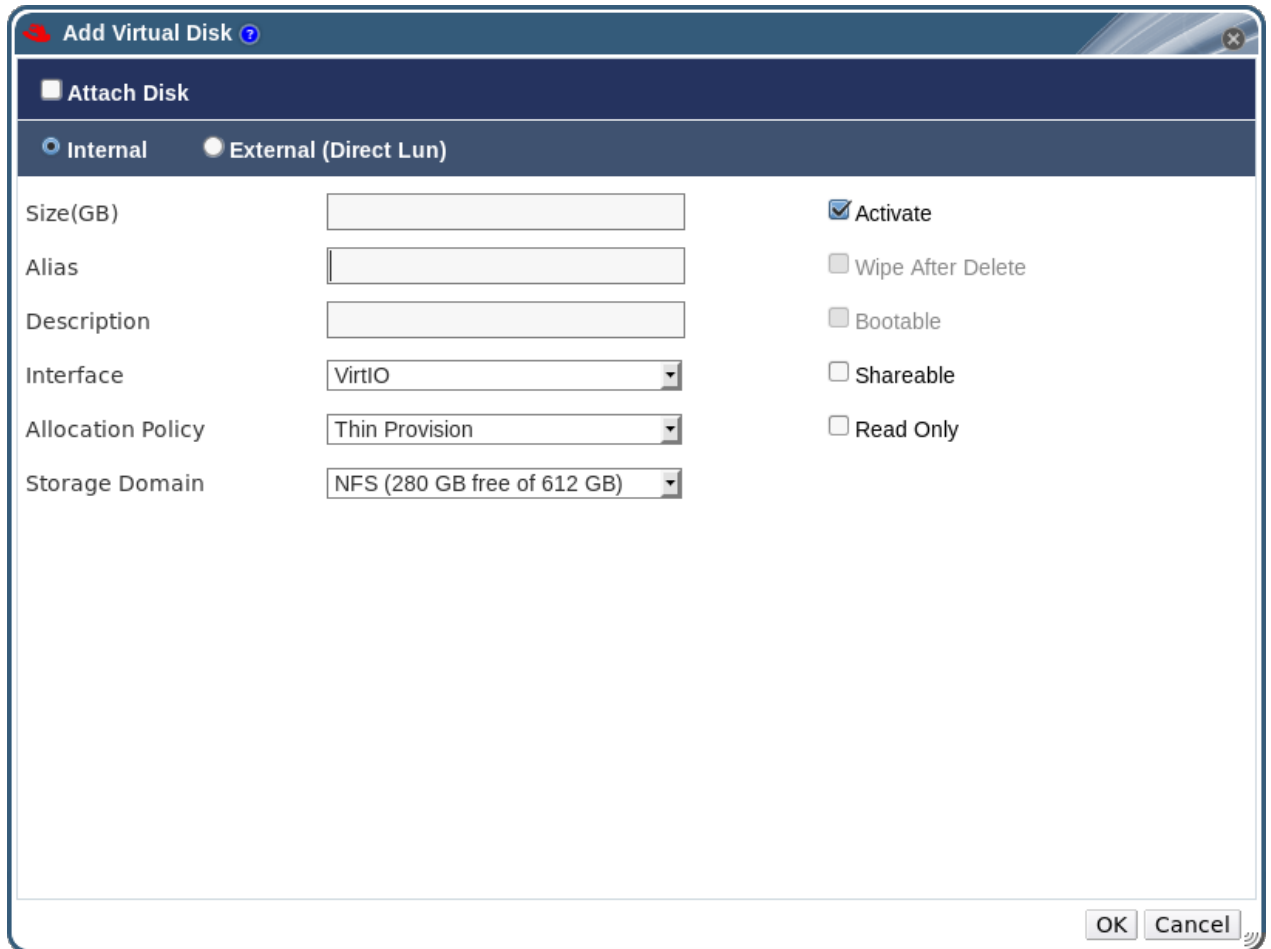 Add Virtual Disk ?
Attach Disk
Internal External (Direct Lun)
Size(GB) Activate
Alias Wipe After Delete
Description Bootable
Interface VirtIO Shareable
Allocation Policy Thin Provision Read Only
Storage Domain NFS (280 GB free of 612 GB)
OK Cancel